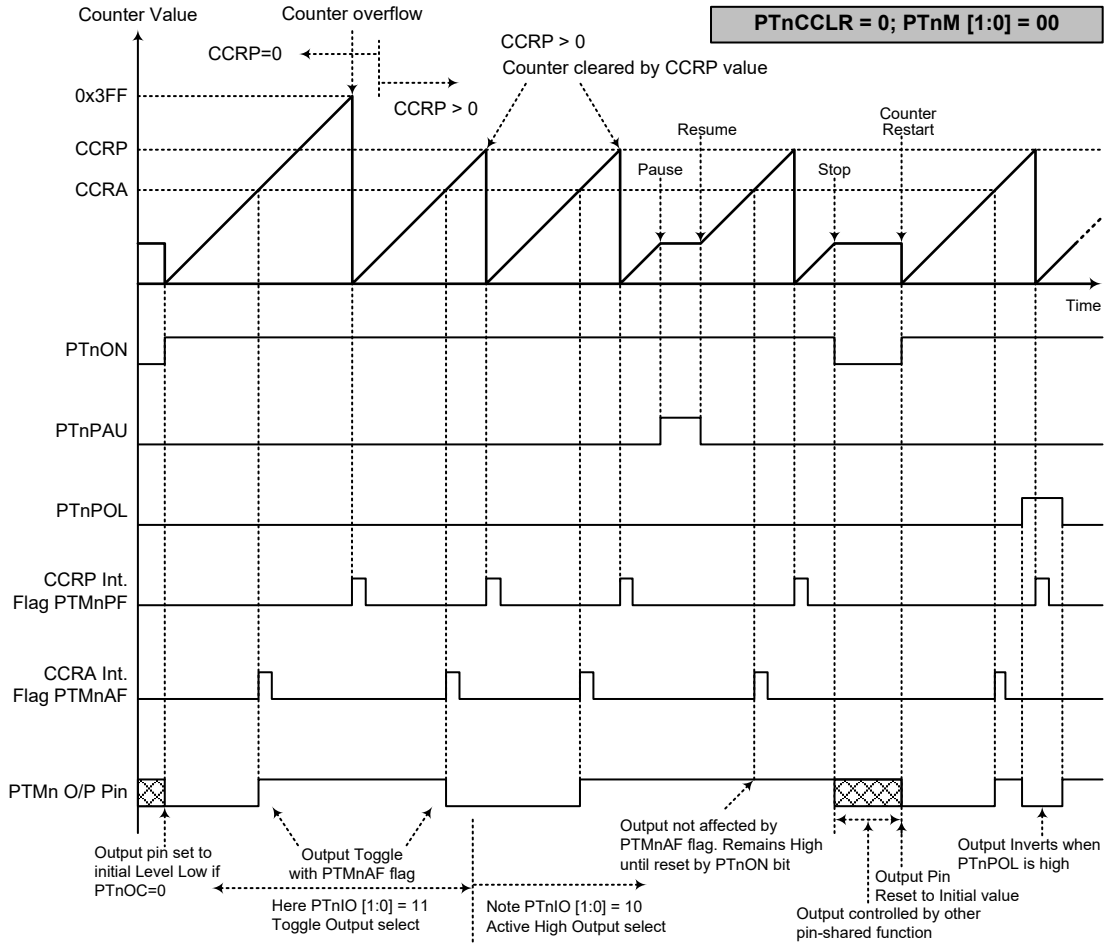 Counter Value
Counter overflow
PTnCCLR = 0; PTnM [1:0] = 00
CCRP=0
CCRP > 0
CCRP > 0
Counter cleared by CCRP value
0x3FF
CCRP
CCRA
Pause
Resume
Stop
Counter
Restart
Time
PTnON
PTnPAU
PTnPOL
CCRP Int.
Flag PTMnPF
CCRA Int.
Flag PTMnAF
PTMn O/P Pin
Output pin set to
initial Level Low if
PTnOC=0
Output Toggle
with PTMnAF flag
Here PTnIO [1:0] = 11
Toggle Output select
Note PTnIO [1:0] = 10
Active High Output select
Output not affected by
PTMnAF flag. Remains High
until reset by PTnON bit
Output Pin
Reset to Initial value
Output controlled by other
pin-shared function
Output Inverts when
PTnPOL is high